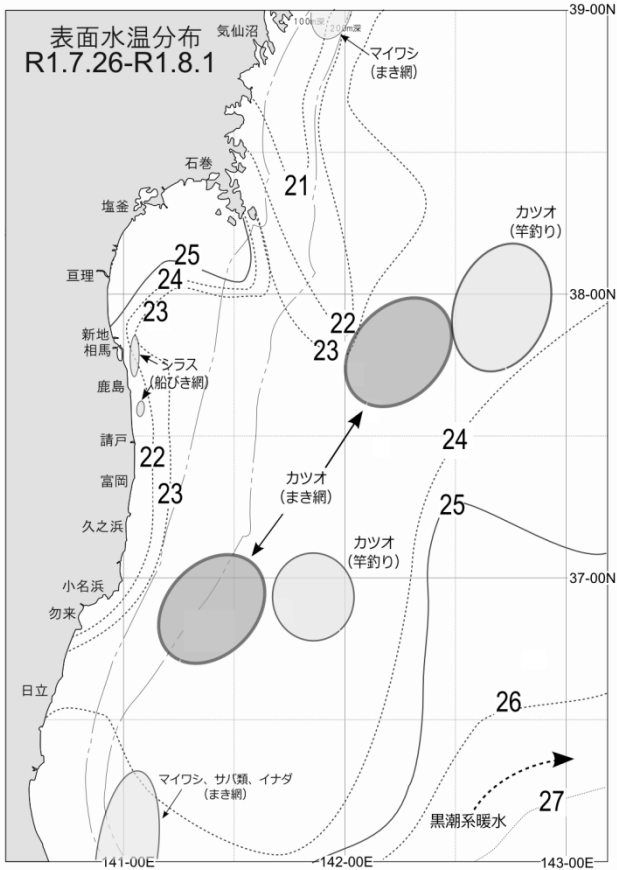 表面水温分布
R1.7.26-R1.8.1
気仙沼
100m深
200m深
39-00N
マイワシ
(まき網)
石巻
21
塩釜
カツオ
(竿釣り)
25
亘理
24
38-00N
23
新地
相馬
22
23
シラス
(船びき網)
鹿島
請戸
22
24
富岡
23
カツオ
(まき網)
25
久之浜
カツオ
(竿釣り)
小名浜
37-00N
勿来
日立
26
マイワシ、サバ類、イナダ
(まき網)
黒潮系暖水
27
141-00E
142-00E
143-00E